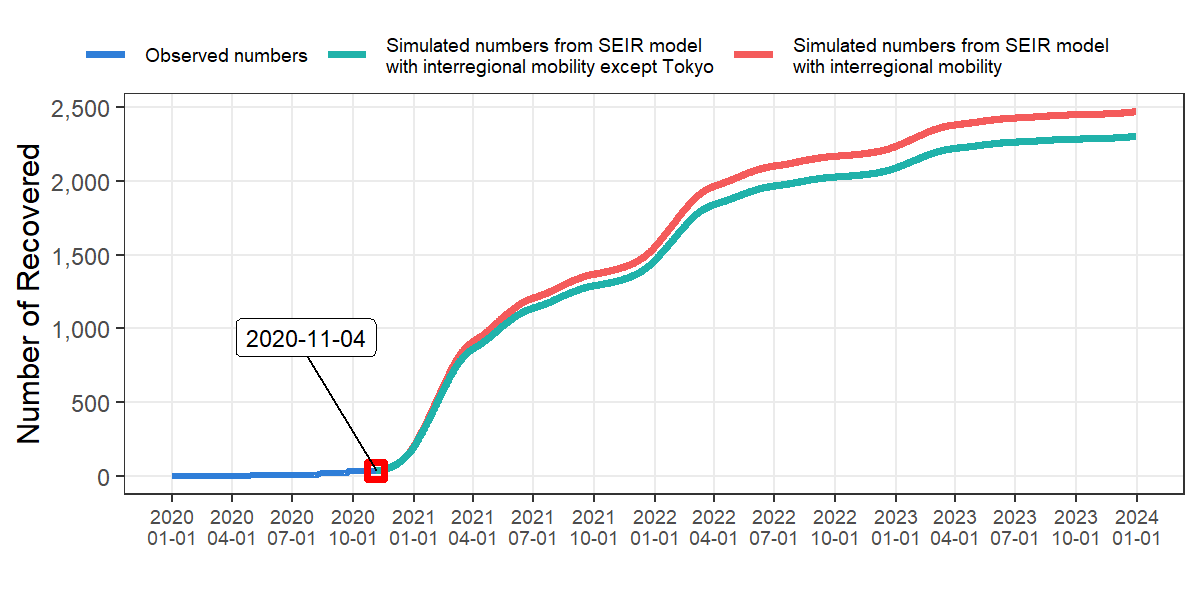 Observed numbers
Simulated numbers from SEIR model
with interregional mobility except Tokyo
Simulated numbers from SEIR model
with interregional mobility
Number of Recovered
2,500
2,000
1,500
1,000
500
0
2020-11-04
2020 2020 2020 2020 2021 2021 2021 2021 2022 2022 2022 2022 2023 2023 2023 2023 2024
01-01 04-01 07-01 10-01 01-01 04-01 07-01 10-01 01-01 04-01 07-01 10-01 01-01 04-01 07-01 10-01 01-01